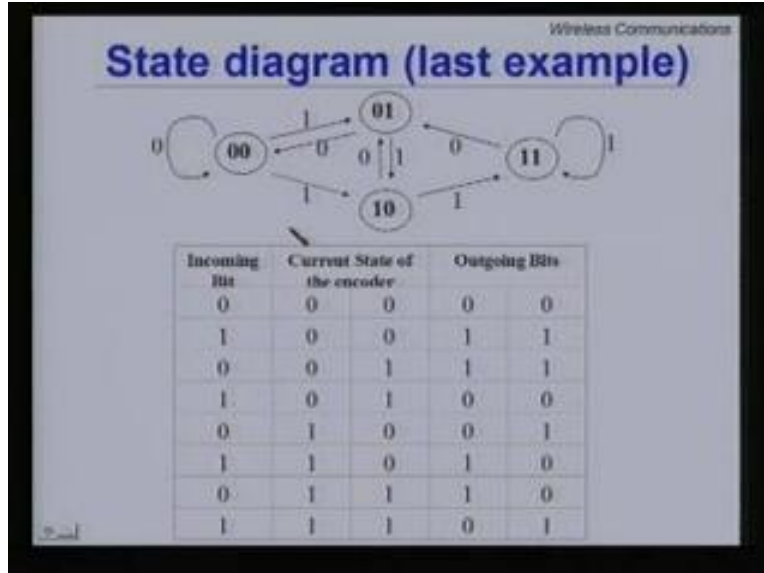 Wireless Communications
State diagram (last example)
1 01
0 00 0 0 1 0 11 1
1 10 1
Incoming Current State of Outgoing Bits
Bit the encoder
0 0 0 0 0
1 0 0 1 1
0 0 1 1 1
1 0 1 0 0
0 1 0 0 1
1 1 0 1 0
0 1 1 1 0
1 1 1 0 1